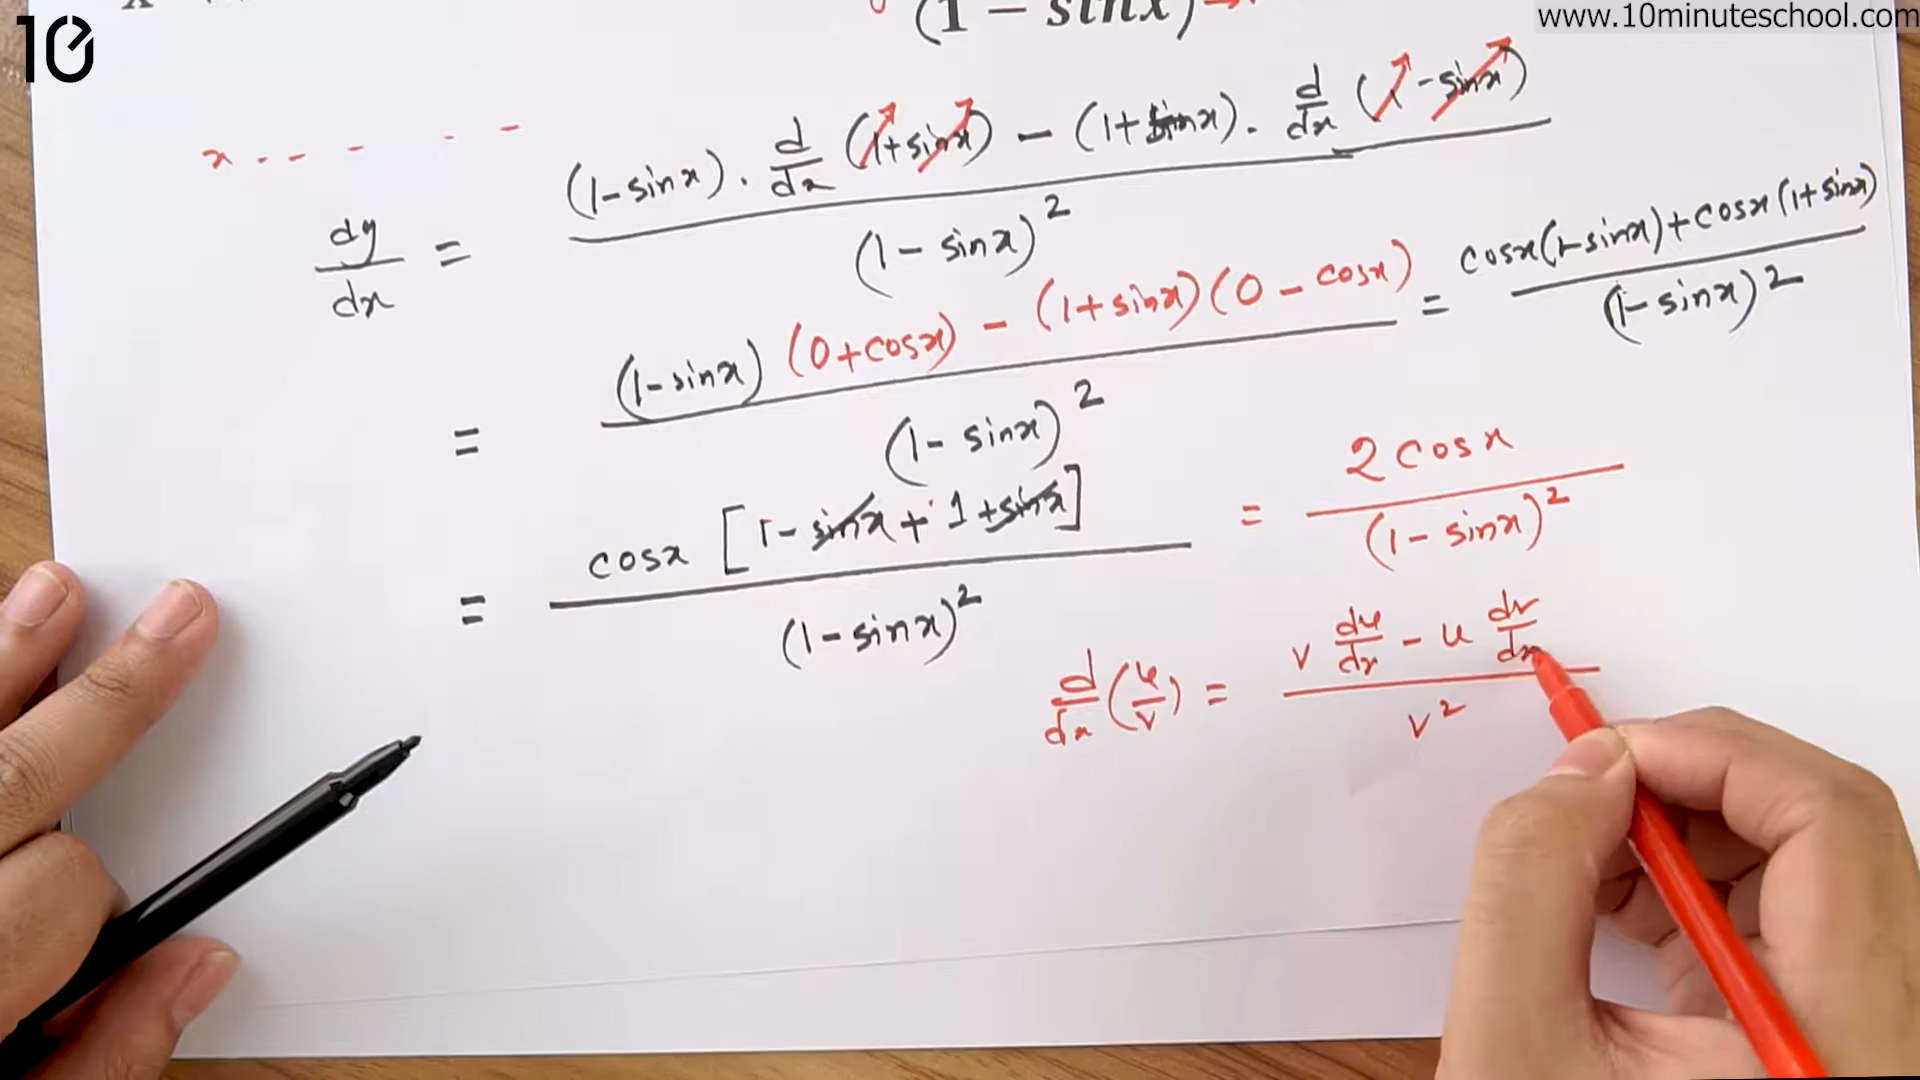 10
www.10minuteschool.com
(1 − sinx)
x . - - - - -
dy/dx = ((1-sinx) . d/dx (1+sinx) − (1+sinx) . d/dx (1-sinx)) / (1-sinx)²
= ((1-sinx) (0+cosx) − (1+sinx)(0-cosx)) / (1-sinx)² = (cosx(1-sinx)+cosx(1+sinx)) / (1-sinx)²
= (cosx [1-sinx+1+sinx]) / (1-sinx)² = 2cosx / (1-sinx)²
d/dx (u/v) = (v du/dx - u dv/dx) / v²